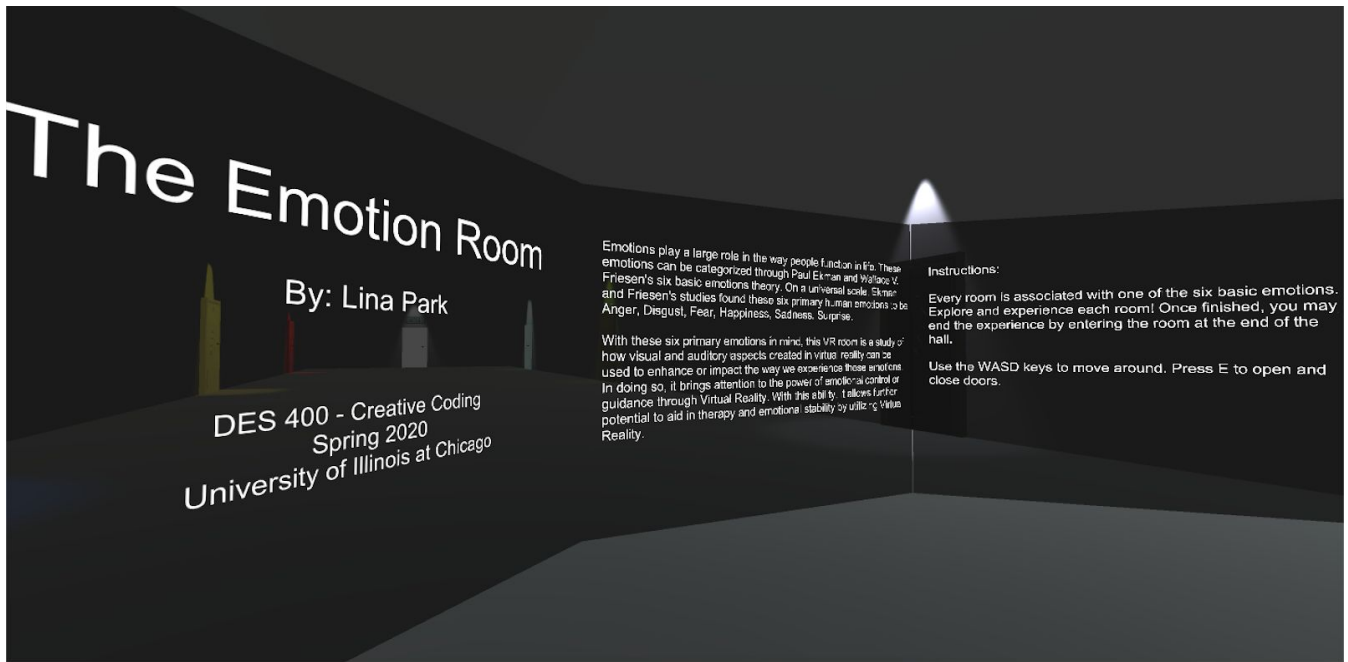 The Emotion Room
By: Lina Park
DES 400 - Creative Coding
Spring 2020
University of Illinois at Chicago
Emotions play a large role in the way people function in life. These
emotions can be categorized through Paul Ekman and Wallace V.
Friesen's six basic emotions theory. On a universal scale, Ekman
and Friesen's studies found these six primary human emotions to be
Anger, Disgust, Fear, Happiness, Sadness, Surprise.
With these six primary emotions in mind, this VR room is a study of
how visual and auditory aspects created in virtual reality can be
used to enhance or impact the way we experience these emotions.
In doing so, it brings attention to the power of emotional control or
guidance through Virtual Reality. With this ability, it allows further
potential to aid in therapy and emotional stability by utilizing Virtual
Reality.
Instructions:
Every room is associated with one of the six basic emotions.
Explore and experience each room! Once finished, you may
end the experience by entering the room at the end of the
hall.
Use the WASD keys to move around. Press E to open and
close doors.